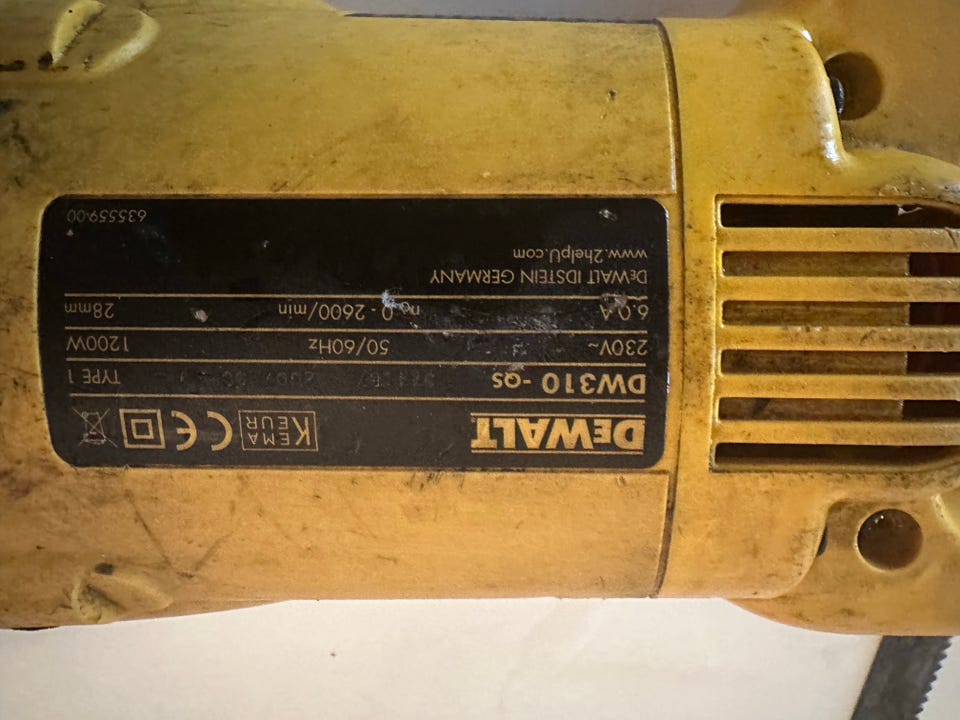 DEWALT KEMA KEUR CE
DW310 -QS TYPE 1
230V~ 50/60Hz 1200W
6.0 A n₀ 0 - 2600/min 28mm
DEWALT IDSTEIN GERMANY
www.2helpU.com
635559-00